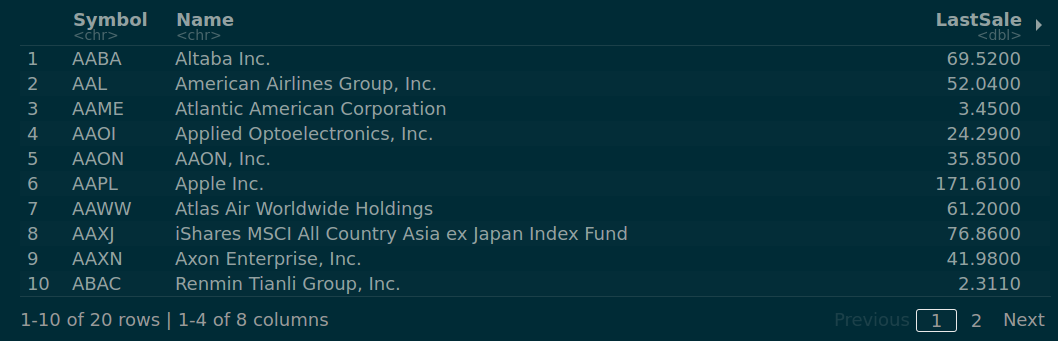 Symbol Name LastSale
<chr> <chr> <dbl>
1 AABA Altaba Inc. 69.5200
2 AAL American Airlines Group, Inc. 52.0400
3 AAME Atlantic American Corporation 3.4500
4 AAOI Applied Optoelectronics, Inc. 24.2900
5 AAON AAON, Inc. 35.8500
6 AAPL Apple Inc. 171.6100
7 AAWW Atlas Air Worldwide Holdings 61.2000
8 AAXJ iShares MSCI All Country Asia ex Japan Index Fund 76.8600
9 AAXN Axon Enterprise, Inc. 41.9800
10 ABAC Renmin Tianli Group, Inc. 2.3110
1-10 of 20 rows | 1-4 of 8 columns Previous 1 2 Next